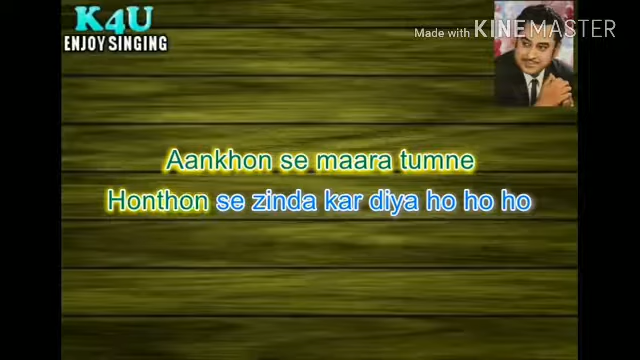 K4U
ENJOY SINGING
Made with KINEMASTER
Aankhon se maara tumne
Honthon se zinda kar diya ho ho ho